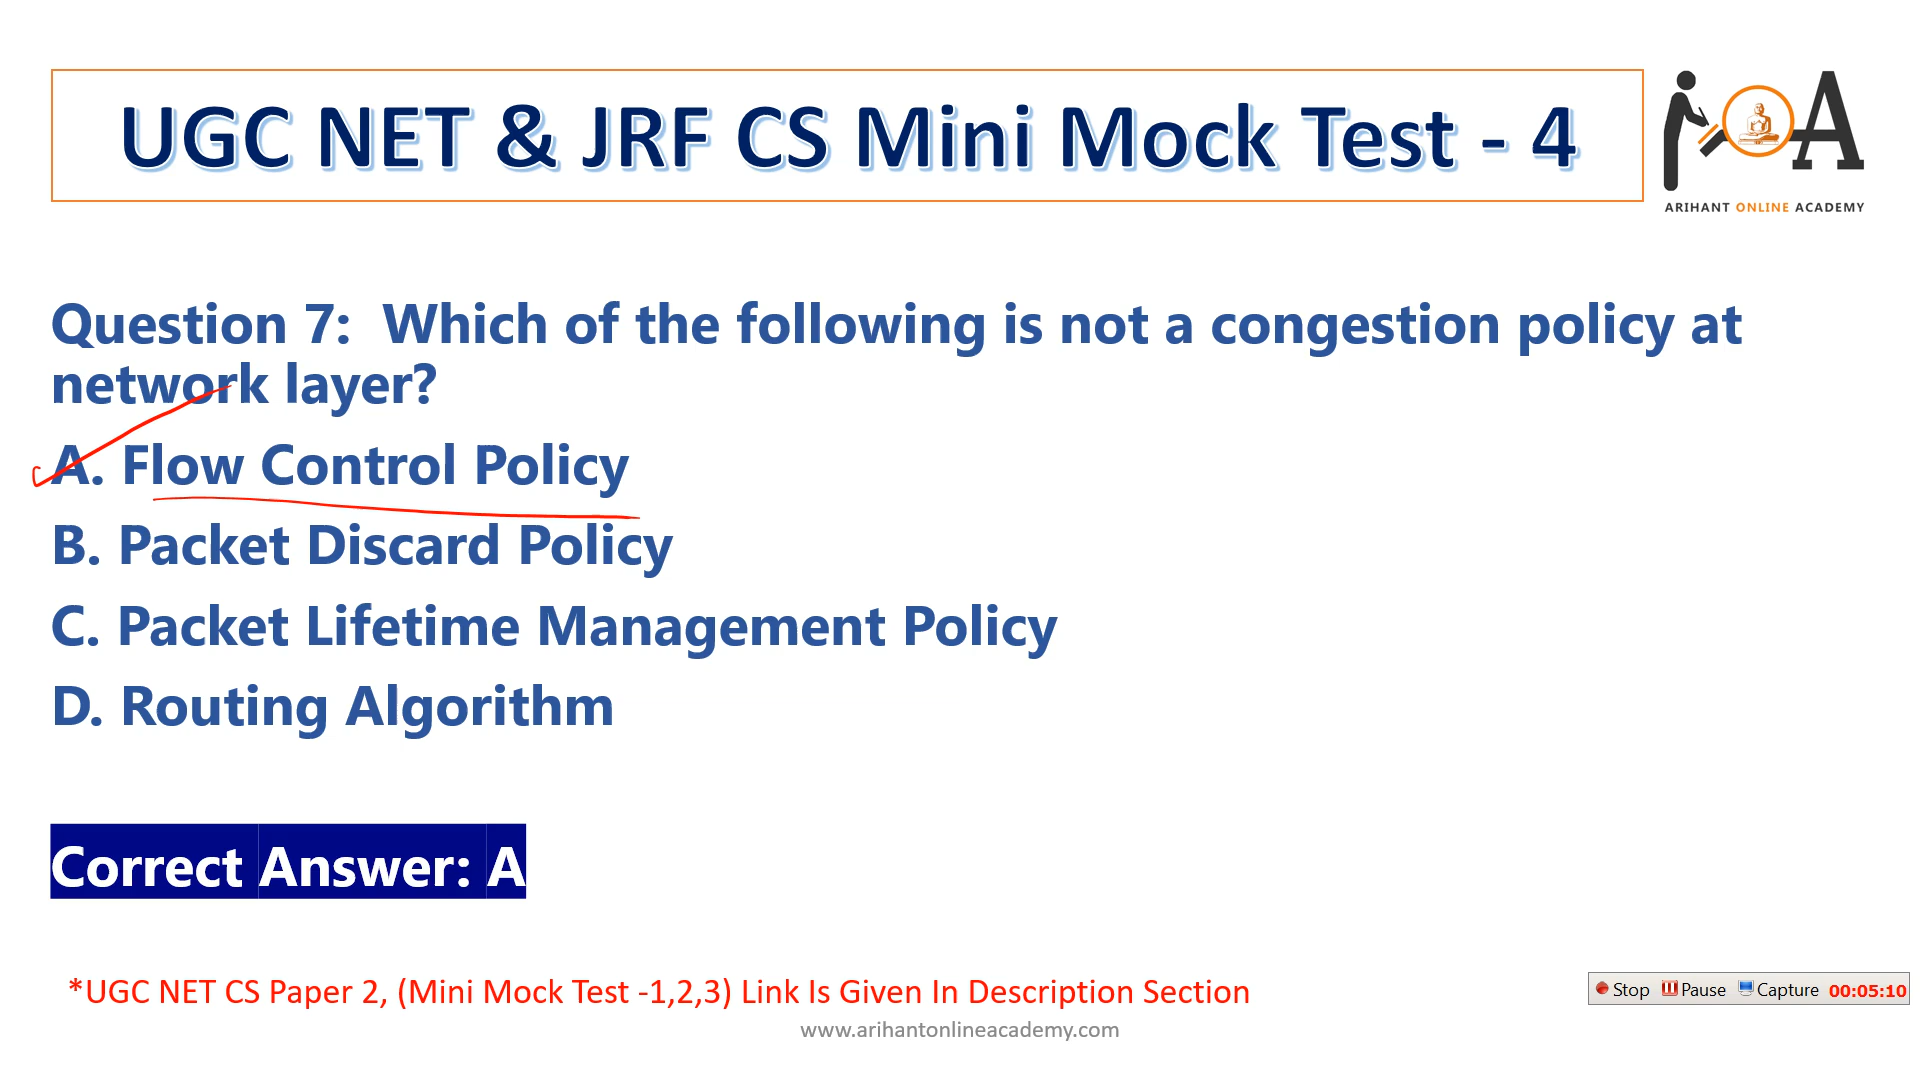 UGC NET & JRF CS Mini Mock Test - 4
A
ARIHANT ONLINE ACADEMY
Question 7: Which of the following is not a congestion policy at
network layer?
A. Flow Control Policy
B. Packet Discard Policy
C. Packet Lifetime Management Policy
D. Routing Algorithm
Correct Answer: A
*UGC NET CS Paper 2, (Mini Mock Test -1,2,3) Link Is Given In Description Section
Stop Pause Capture 00:05:10
www.arihantonlineacademy.com